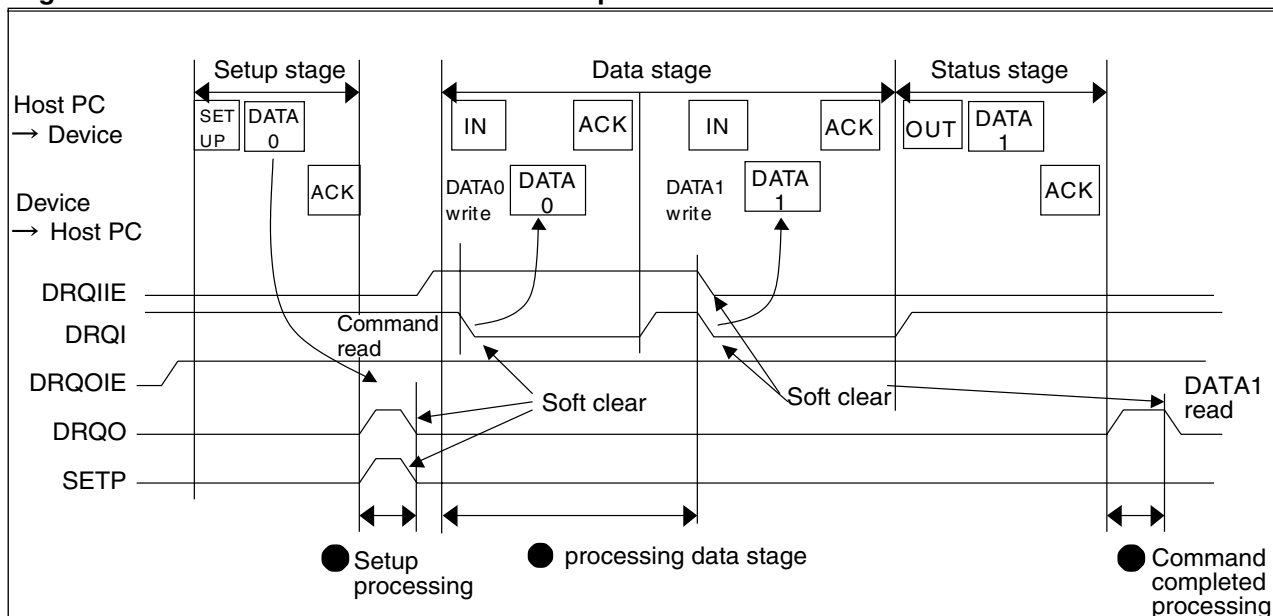 Setup stage
Data stage
Status stage
Host PC
→ Device
SET
UP
DATA
0
IN
ACK
IN
ACK
OUT
DATA
1
Device
→ Host PC
ACK
DATA0
write
DATA
0
DATA1
write
DATA
1
ACK
DRQIIE
DRQI
Command
read
DRQOIE
Soft clear
Soft clear
DATA1
read
DRQO
SETP
Setup
processing
processing data stage
Command
completed
processing